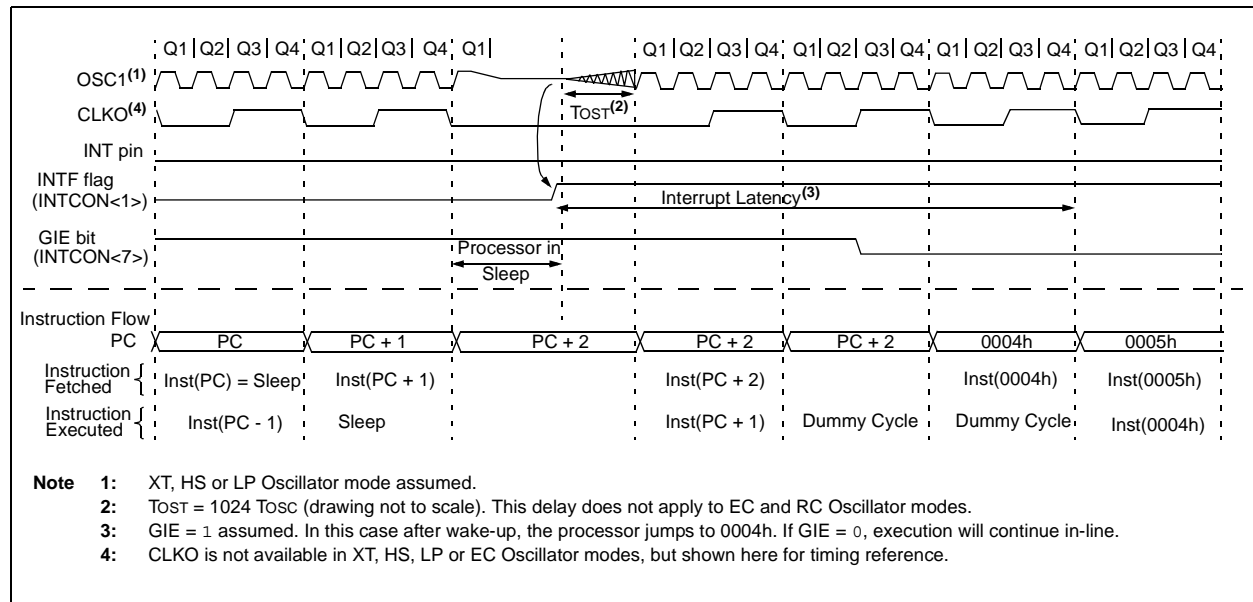 Q1 Q2 Q3 Q4 Q1 Q2 Q3 Q4 Q1 Q1 Q2 Q3 Q4 Q1 Q2 Q3 Q4 Q1 Q2 Q3 Q4 Q1 Q2 Q3 Q4
OSC1(1)
TOST(2)
CLKO(4)
INT pin
INTF flag
(INTCON<1>)
Interrupt Latency(3)
GIE bit
(INTCON<7>)
Processor in
Sleep
Instruction Flow
PC PC PC + 1 PC + 2 PC + 2 PC + 2 0004h 0005h
Instruction
Fetched
Inst(PC) = Sleep Inst(PC + 1) Inst(PC + 2) Inst(0004h) Inst(0005h)
Instruction
Executed
Inst(PC - 1) Sleep Inst(PC + 1) Dummy Cycle Dummy Cycle Inst(0004h)
Note 1: XT, HS or LP Oscillator mode assumed.
2: TOST = 1024 TOSC (drawing not to scale). This delay does not apply to EC and RC Oscillator modes.
3: GIE = 1 assumed. In this case after wake-up, the processor jumps to 0004h. If GIE = 0, execution will continue in-line.
4: CLKO is not available in XT, HS, LP or EC Oscillator modes, but shown here for timing reference.